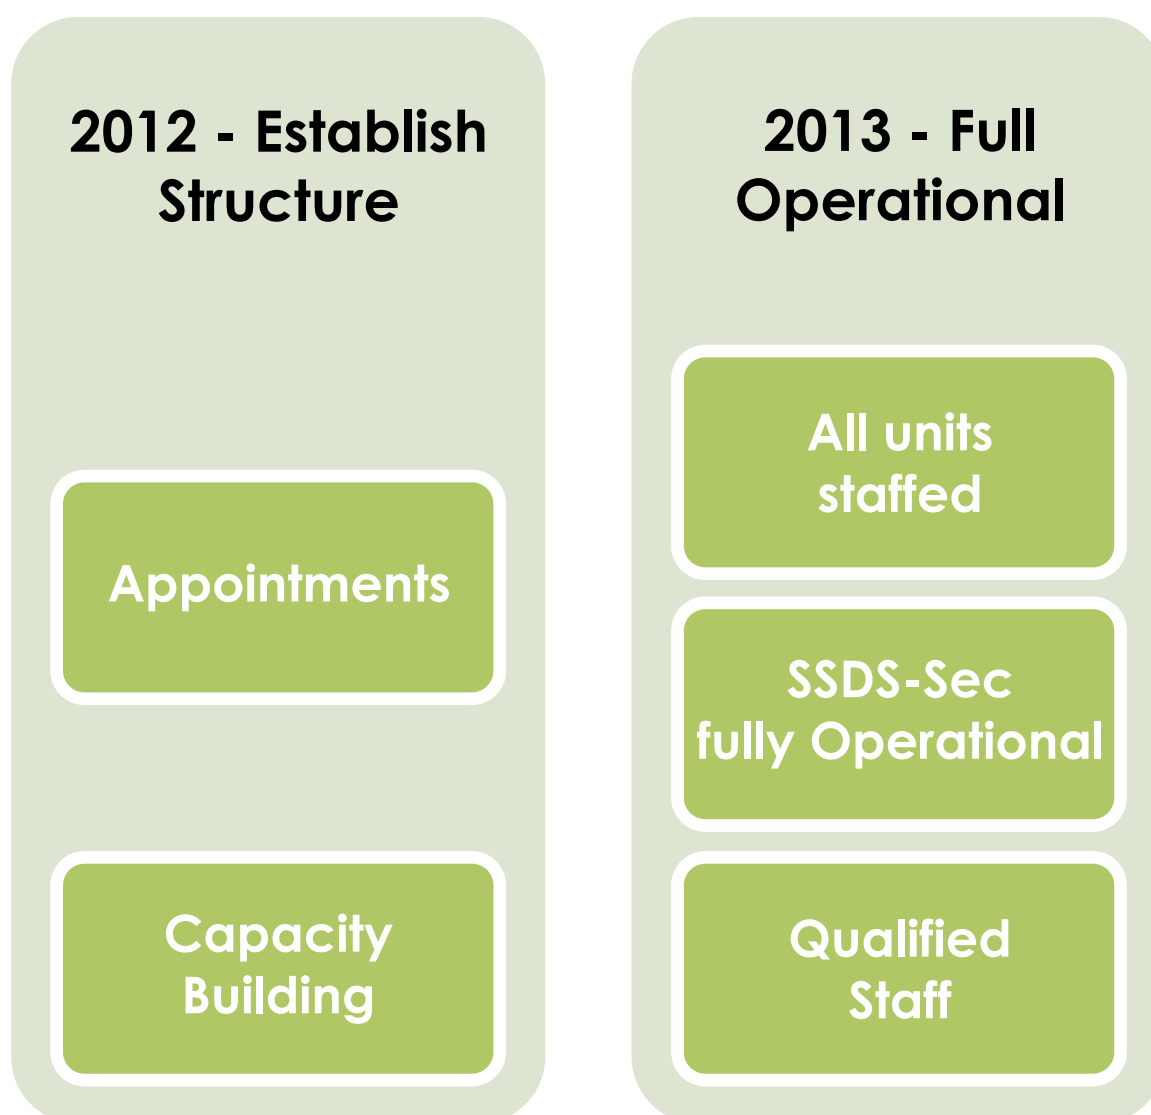 2012 - Establish
Structure
Appointments
Capacity
Building
2013 - Full
Operational
All units
staffed
SSDS-Sec
fully Operational
Qualified
Staff